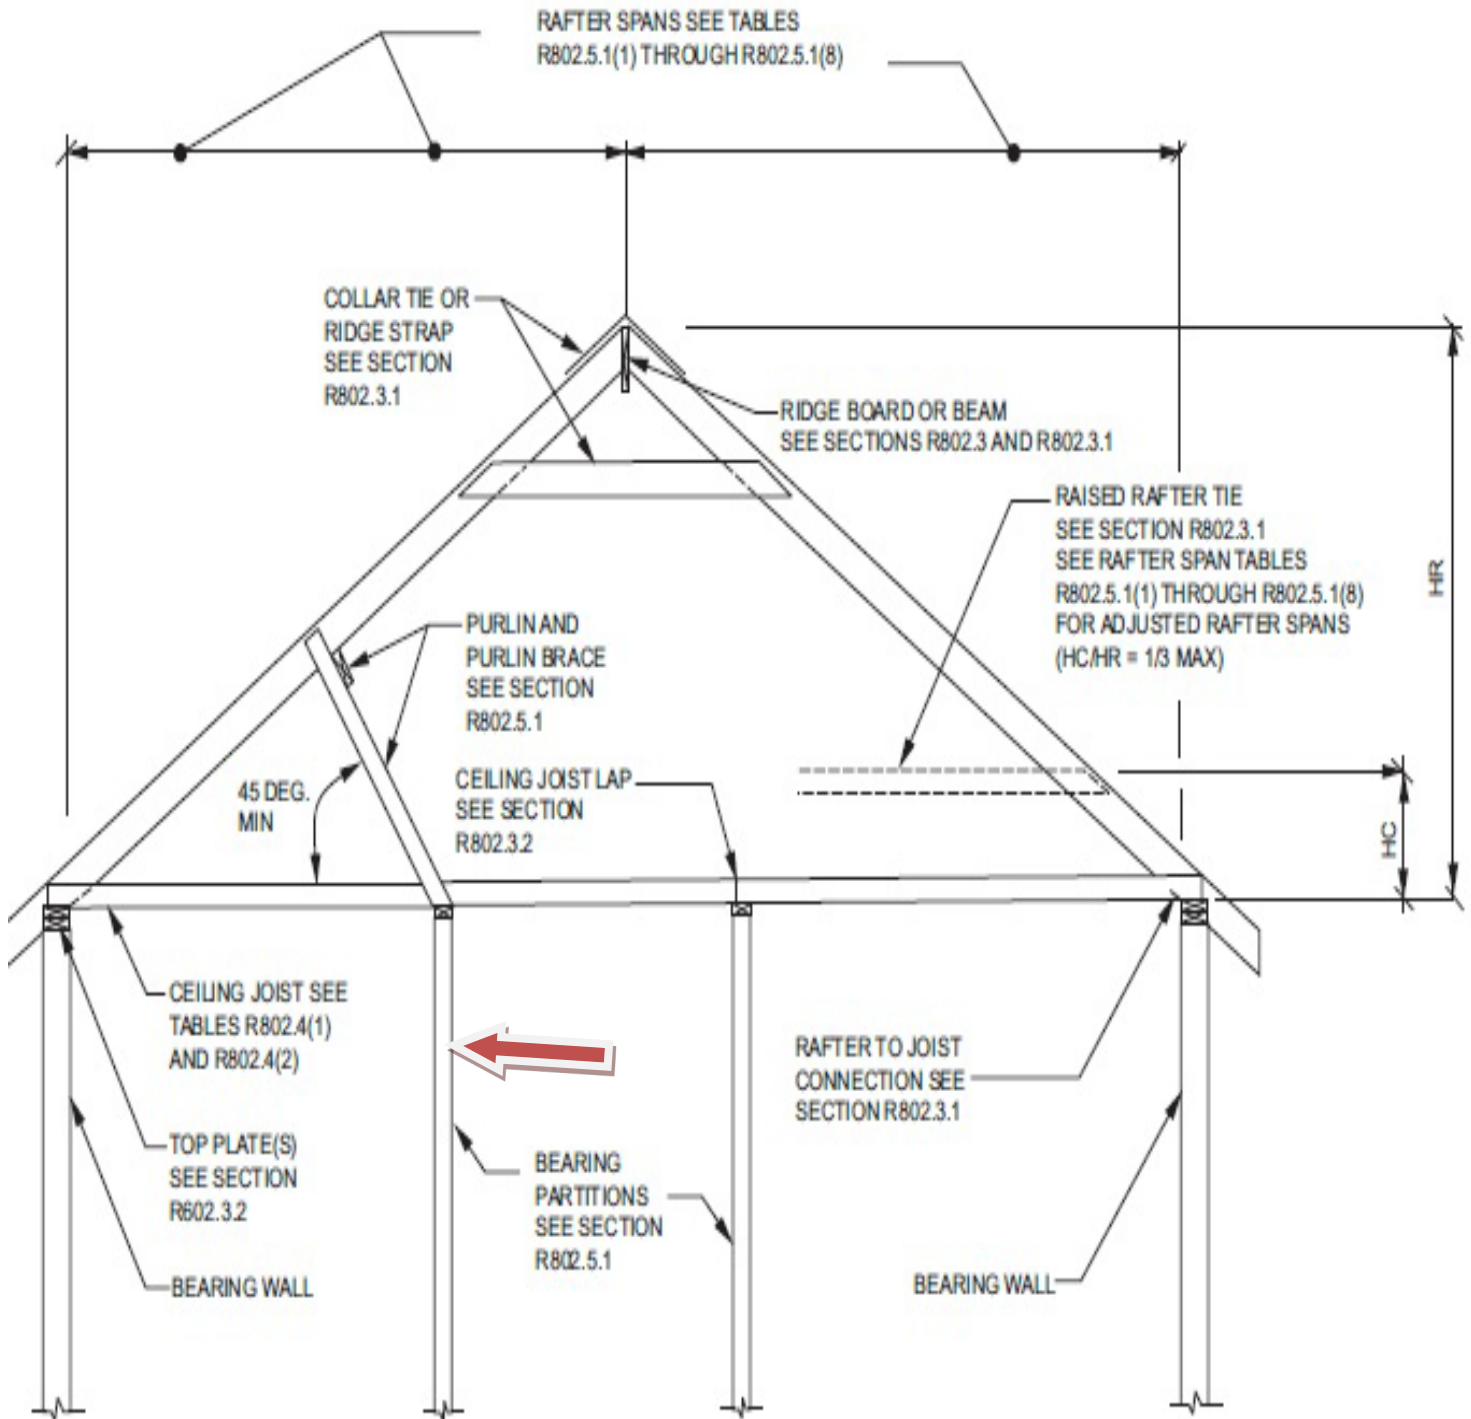 RAFTER SPANS SEE TABLES
R802.5.1(1) THROUGH R802.5.1(8)
COLLAR TIE OR
RIDGE STRAP
SEE SECTION
R802.3.1
RIDGE BOARD OR BEAM
SEE SECTIONS R802.3 AND R802.3.1
RAISED RAFTER TIE
SEE SECTION R802.3.1
SEE RAFTER SPAN TABLES
R802.5.1(1) THROUGH R802.5.1(8)
FOR ADJUSTED RAFTER SPANS
(HC/HR = 1/3 MAX)
HR
PURLIN AND
PURLIN BRACE
SEE SECTION
R802.5.1
45 DEG.
MIN
CEILING JOIST LAP
SEE SECTION
R802.3.2
HC
CEILING JOIST SEE
TABLES R802.4(1)
AND R802.4(2)
TOP PLATE(S)
SEE SECTION
R602.3.2
BEARING WALL
BEARING
PARTITIONS
SEE SECTION
R802.5.1
RAFTER TO JOIST
CONNECTION SEE
SECTION R802.3.1
BEARING WALL